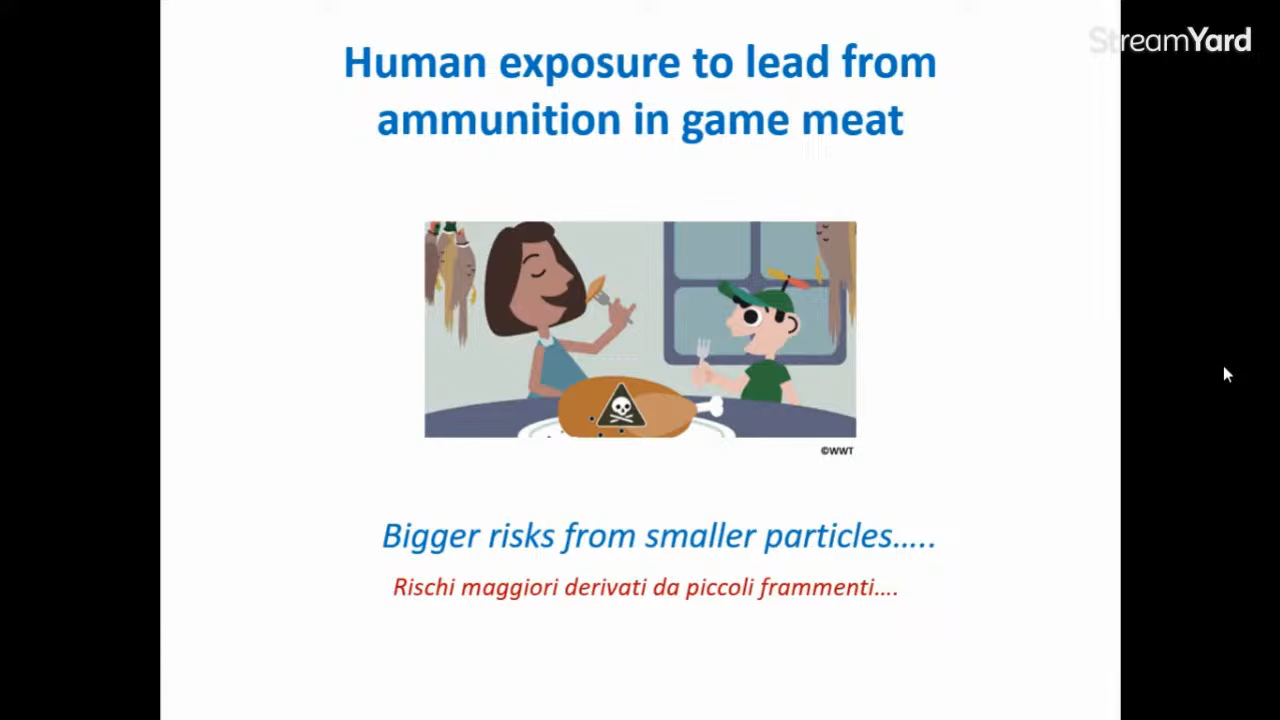 StreamYard
Human exposure to lead from
ammunition in game meat
©WWT
Bigger risks from smaller particles.....
Rischi maggiori derivati da piccoli frammenti....